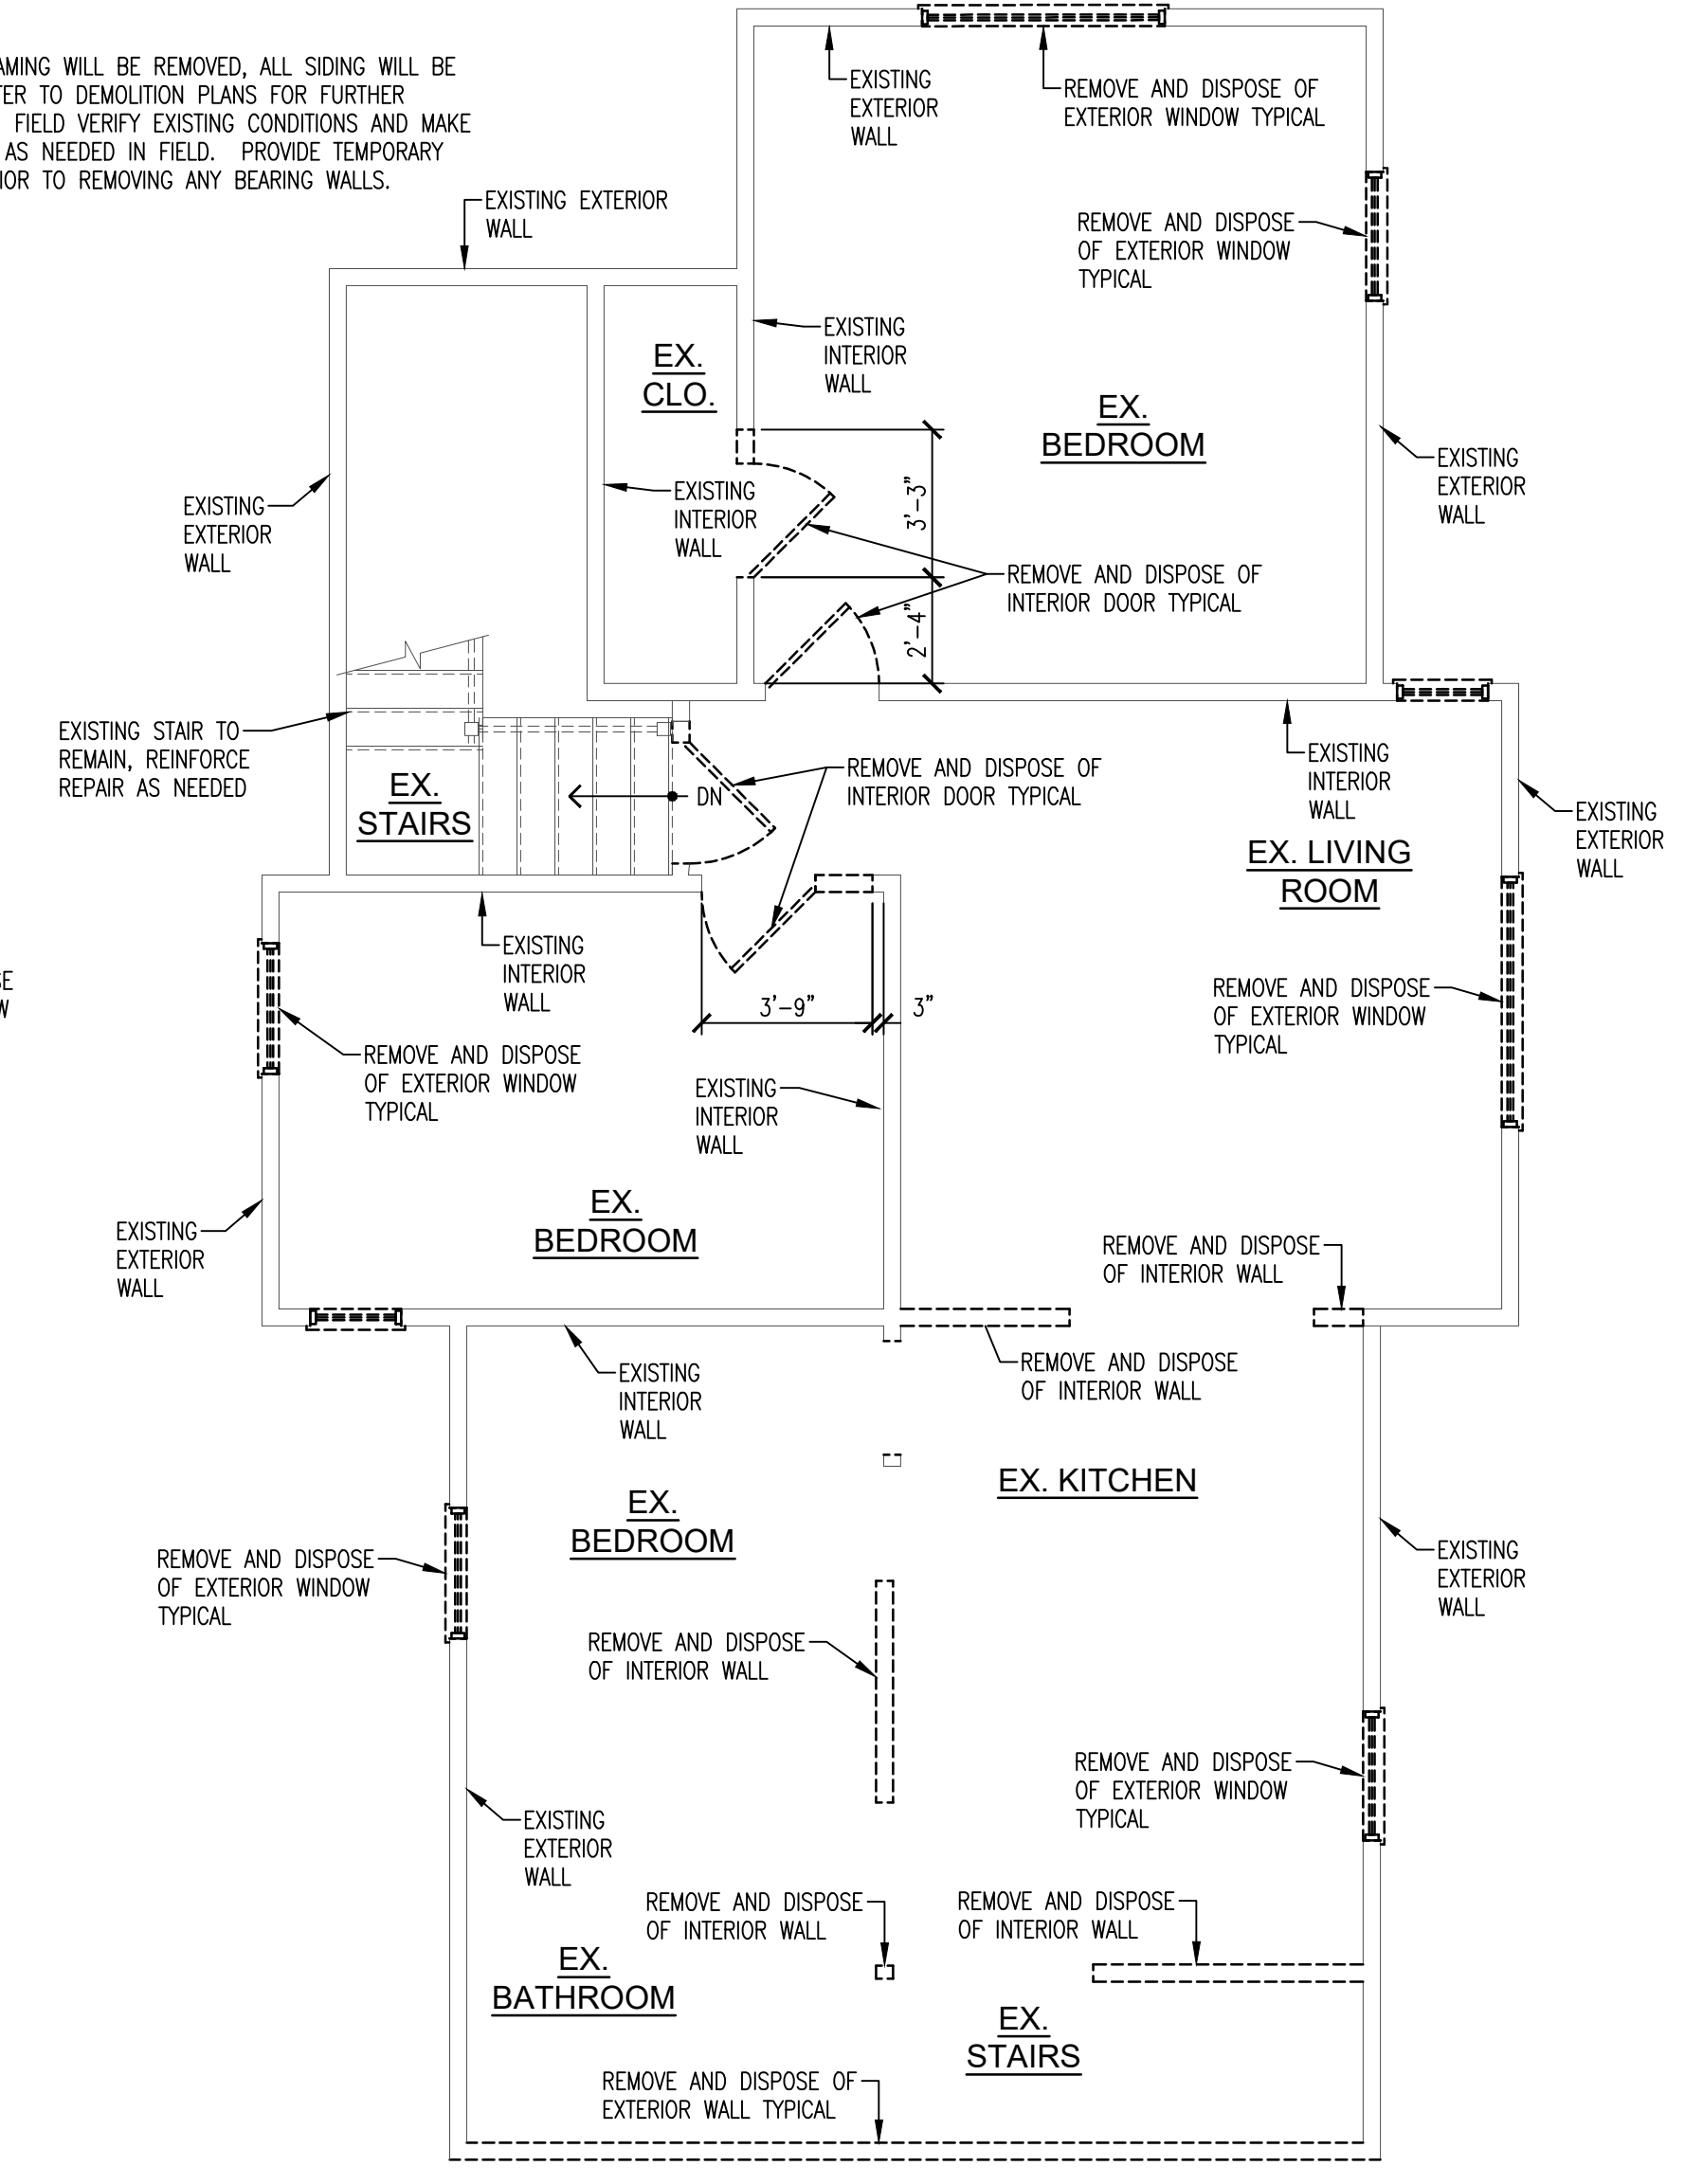 AMING WILL BE REMOVED, ALL SIDING WILL BE
TER TO DEMOLITION PLANS FOR FURTHER
FIELD VERIFY EXISTING CONDITIONS AND MAKE
AS NEEDED IN FIELD. PROVIDE TEMPORARY
IOR TO REMOVING ANY BEARING WALLS.
EXISTING
EXTERIOR
WALL
REMOVE AND DISPOSE OF
EXTERIOR WINDOW TYPICAL
EXISTING EXTERIOR
WALL
REMOVE AND DISPOSE
OF EXTERIOR WINDOW
TYPICAL
EXISTING
INTERIOR
WALL
EX.
CLO.
EX.
BEDROOM
EXISTING
EXTERIOR
WALL
EXISTING
INTERIOR
WALL
EXISTING
EXTERIOR
WALL
3'-3"
REMOVE AND DISPOSE OF
INTERIOR DOOR TYPICAL
2'-4"
EXISTING STAIR TO
REMAIN, REINFORCE
REPAIR AS NEEDED
EX.
STAIRS
DN
REMOVE AND DISPOSE OF
INTERIOR DOOR TYPICAL
EXISTING
INTERIOR
WALL
EXISTING
EXTERIOR
WALL
EX. LIVING
ROOM
EXISTING
INTERIOR
WALL
SE
W
3'-9"
3"
REMOVE AND DISPOSE
OF EXTERIOR WINDOW
TYPICAL
REMOVE AND DISPOSE
OF EXTERIOR WINDOW
TYPICAL
EXISTING
INTERIOR
WALL
EX.
BEDROOM
EXISTING
EXTERIOR
WALL
REMOVE AND DISPOSE
OF INTERIOR WALL
EXISTING
INTERIOR
WALL
REMOVE AND DISPOSE
OF INTERIOR WALL
EX. KITCHEN
EX.
BEDROOM
REMOVE AND DISPOSE
OF EXTERIOR WINDOW
TYPICAL
EXISTING
EXTERIOR
WALL
REMOVE AND DISPOSE
OF INTERIOR WALL
REMOVE AND DISPOSE
OF EXTERIOR WINDOW
TYPICAL
EXISTING
EXTERIOR
WALL
REMOVE AND DISPOSE
OF INTERIOR WALL
REMOVE AND DISPOSE
OF INTERIOR WALL
EX.
BATHROOM
EX.
STAIRS
REMOVE AND DISPOSE OF
EXTERIOR WALL TYPICAL